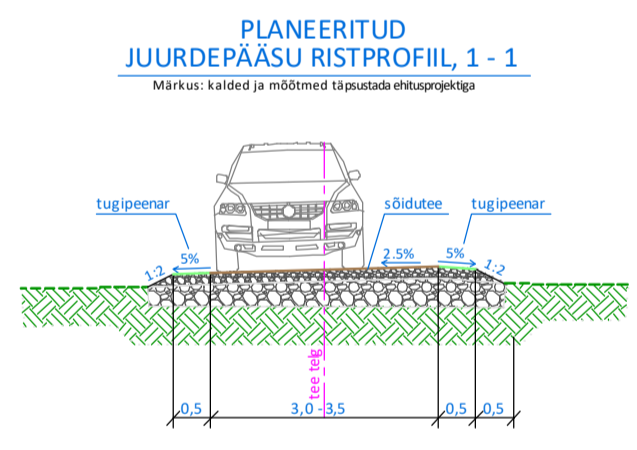 PLANEERITUD
JUURDEPÄÄSU RISTPROFIIL, 1 - 1
Märkus: kalded ja mõõtmed täpsustada ehitusprojektiga
tugipeenar
sõidutee
tugipeenar
5%
2.5%
5%
1:2
1:2
tee telg
0,5
3,0 - 3,5
0,5
0,5